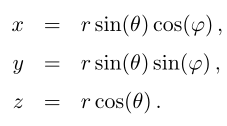 x = r sin(θ) cos(φ) ,
y = r sin(θ) sin(φ) ,
z = r cos(θ) .